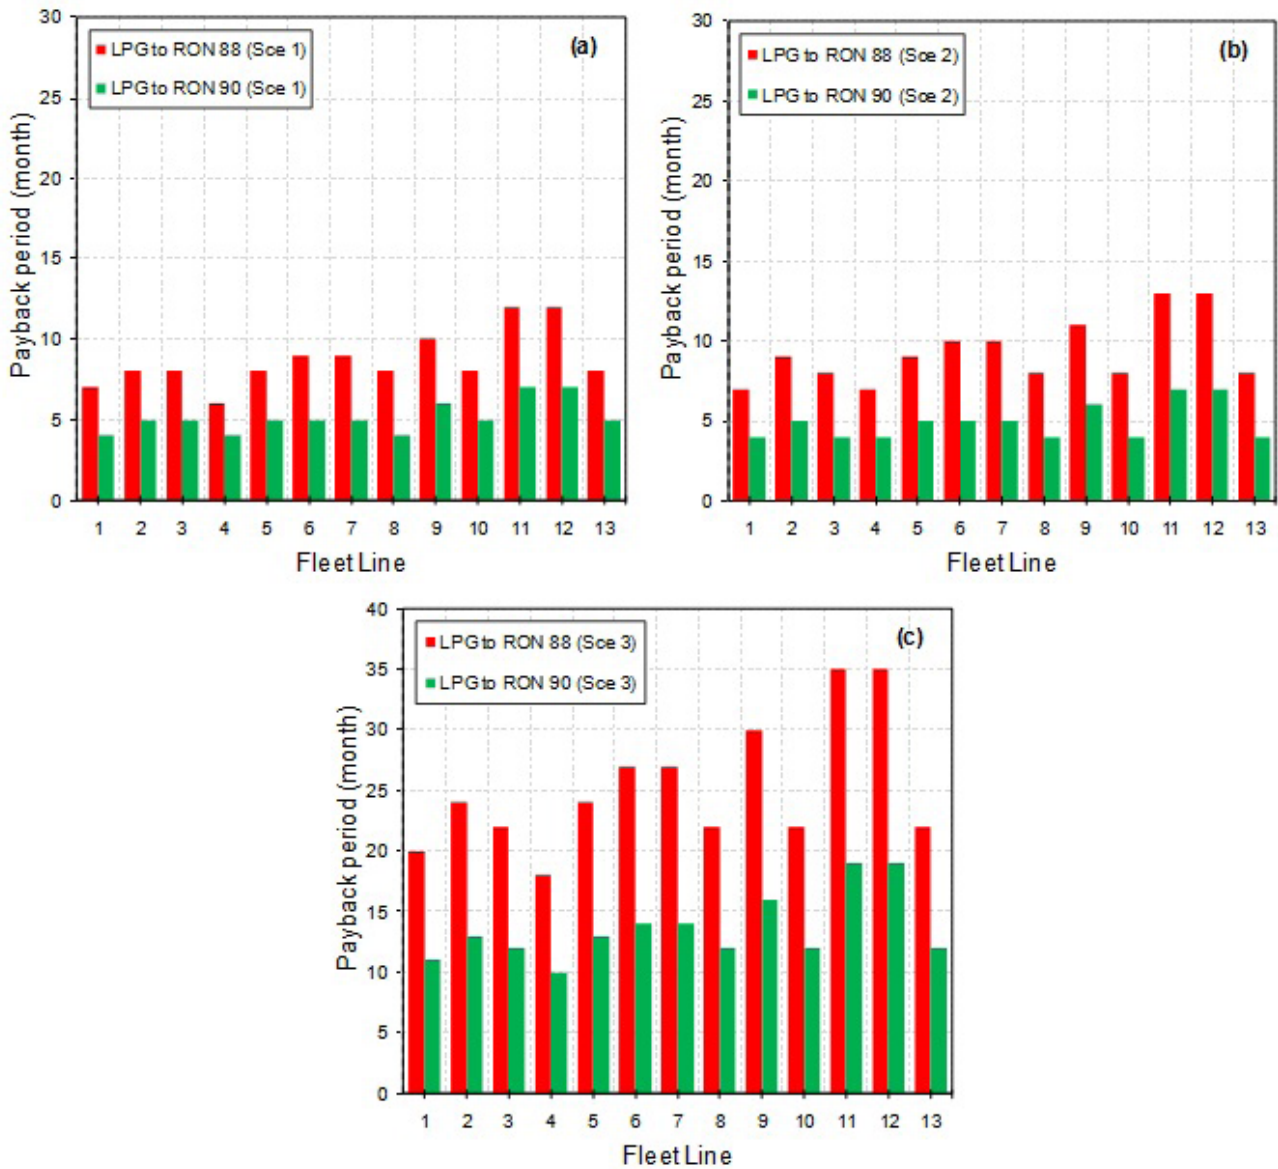 (a)
LPG to RON 88 (Sce 1)
LPG to RON 90 (Sce 1)
Payback period (month)
30
25
20
15
10
5
0
1 2 3 4 5 6 7 8 9 10 11 12 13
Fleet Line
(b)
LPG to RON 88 (Sce 2)
LPG to RON 90 (Sce 2)
Payback period (month)
30
25
20
15
10
5
0
1 2 3 4 5 6 7 8 9 10 11 12 13
Fleet Line
(c)
LPG to RON 88 (Sce 3)
LPG to RON 90 (Sce 3)
Payback period (month)
40
35
30
25
20
15
10
5
0
1 2 3 4 5 6 7 8 9 10 11 12 13
Fleet Line